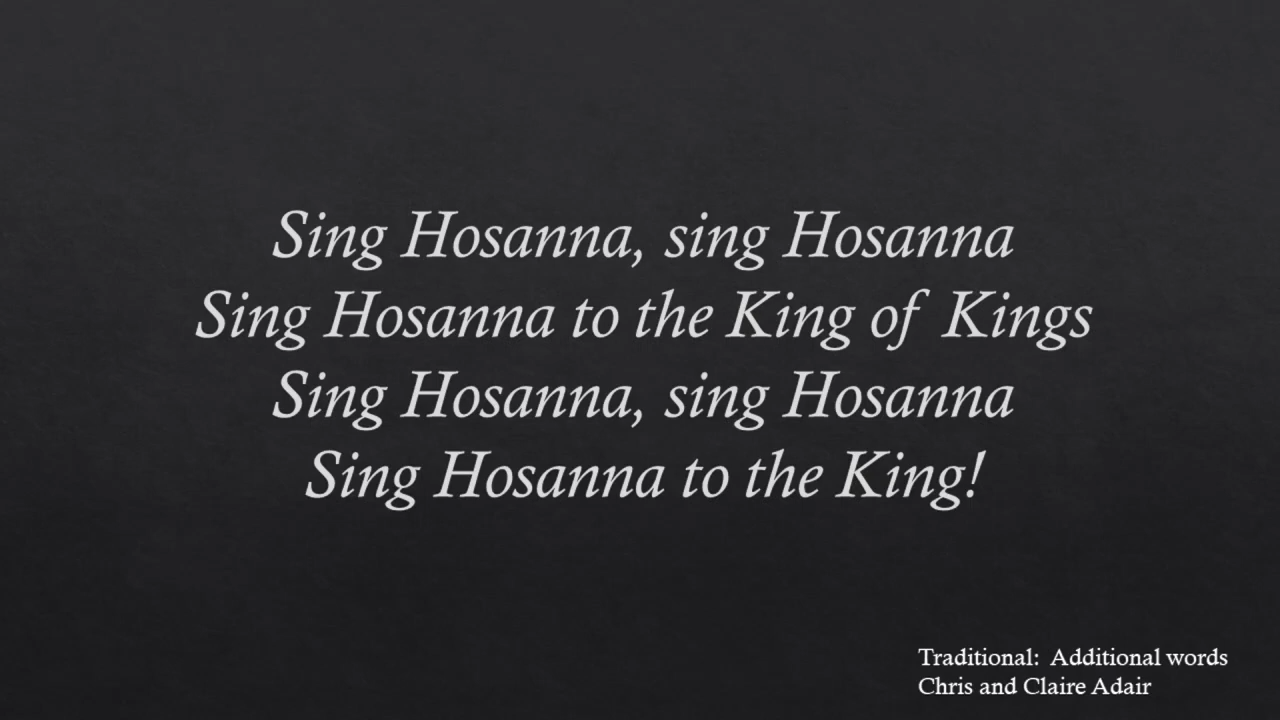 Sing Hosanna, sing Hosanna
Sing Hosanna to the King of Kings
Sing Hosanna, sing Hosanna
Sing Hosanna to the King!
Traditional: Additional words
Chris and Claire Adair